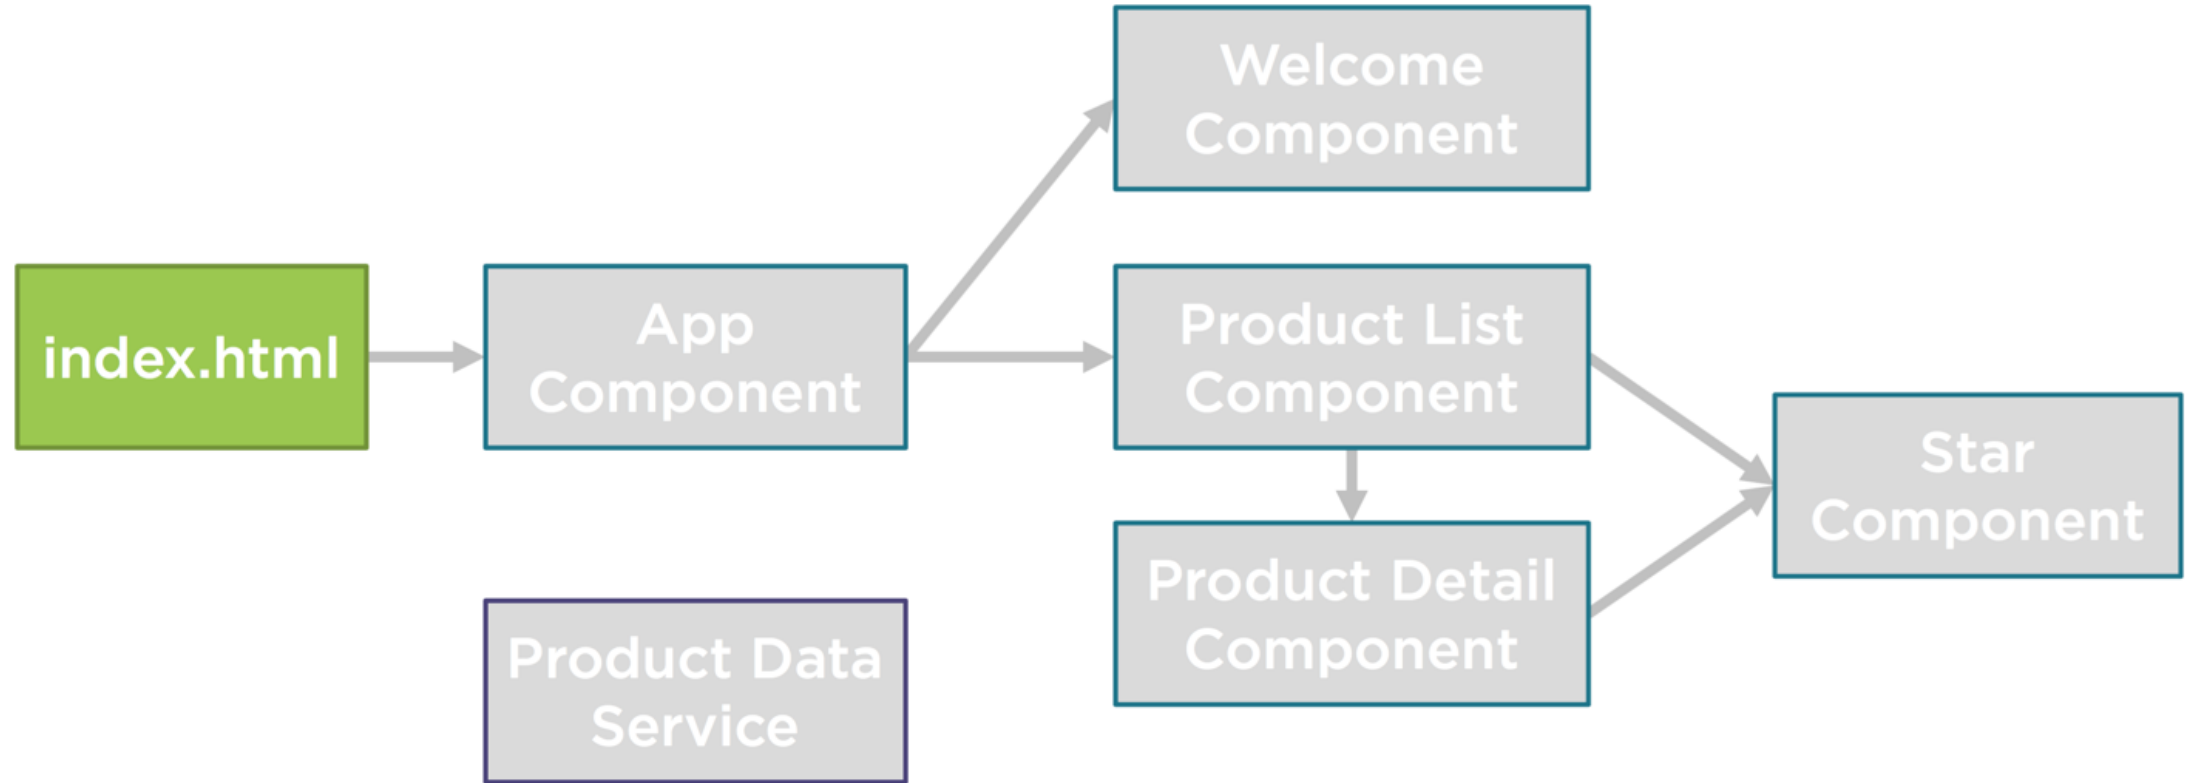 Welcome
Component
index.html
App
Component
Product List
Component
Star
Component
Product Data
Service
Product Detail
Component